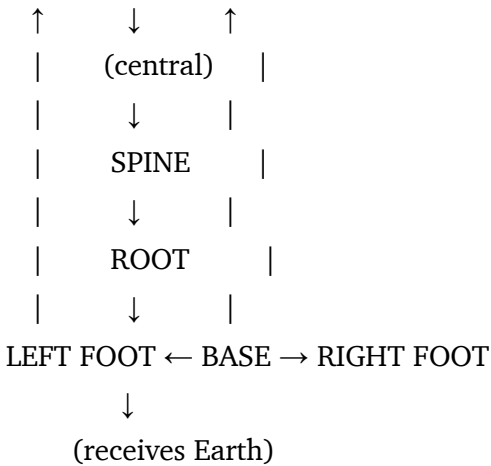 ↑ ↓ ↑
| (central) |
| ↓ |
| SPINE |
| ↓ |
| ROOT |
| ↓ |
LEFT FOOT ← BASE → RIGHT FOOT
↓
(receives Earth)